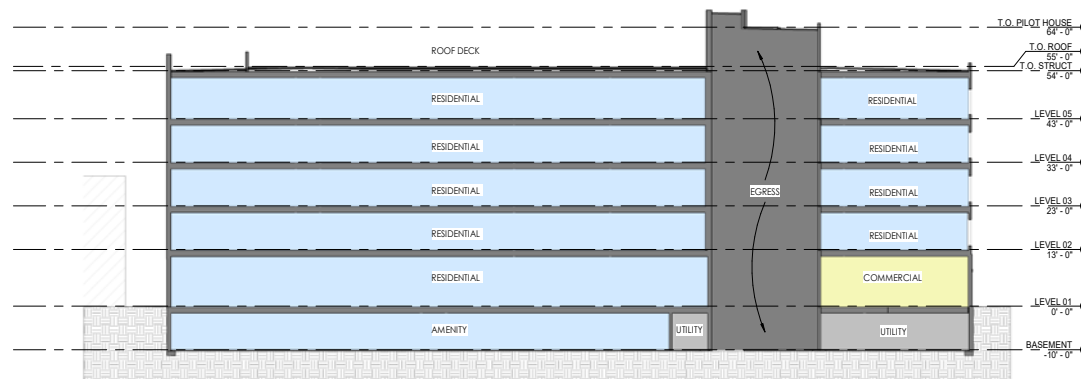 T.O. PILOT HOUSE
64' - 0"
ROOF DECK
T.O. ROOF
55' - 0"
T.O. STRUCT
54' - 0"
RESIDENTIAL
RESIDENTIAL
LEVEL 05
43' - 0"
RESIDENTIAL
RESIDENTIAL
LEVEL 04
33' - 0"
RESIDENTIAL
EGRESS
RESIDENTIAL
LEVEL 03
23' - 0"
RESIDENTIAL
RESIDENTIAL
LEVEL 02
13' - 0"
RESIDENTIAL
COMMERCIAL
LEVEL 01
0' - 0"
AMENITY
UTILITY
UTILITY
BASEMENT
-10' - 0"